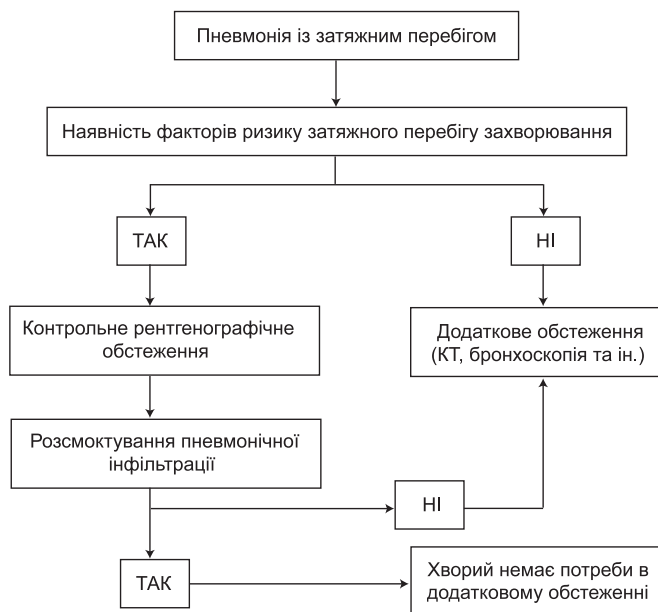 Пневмонія із затяжним перебігом
Наявність факторів ризику затяжного перебігу захворювання
ТАК
НІ
Контрольне рентгенографічне
обстеження
Додаткове обстеження
(КТ, бронхоскопія та ін.)
Розсмоктування пневмонічної
інфільтрації
НІ
ТАК
Хворий немає потреби в
додатковому обстеженні